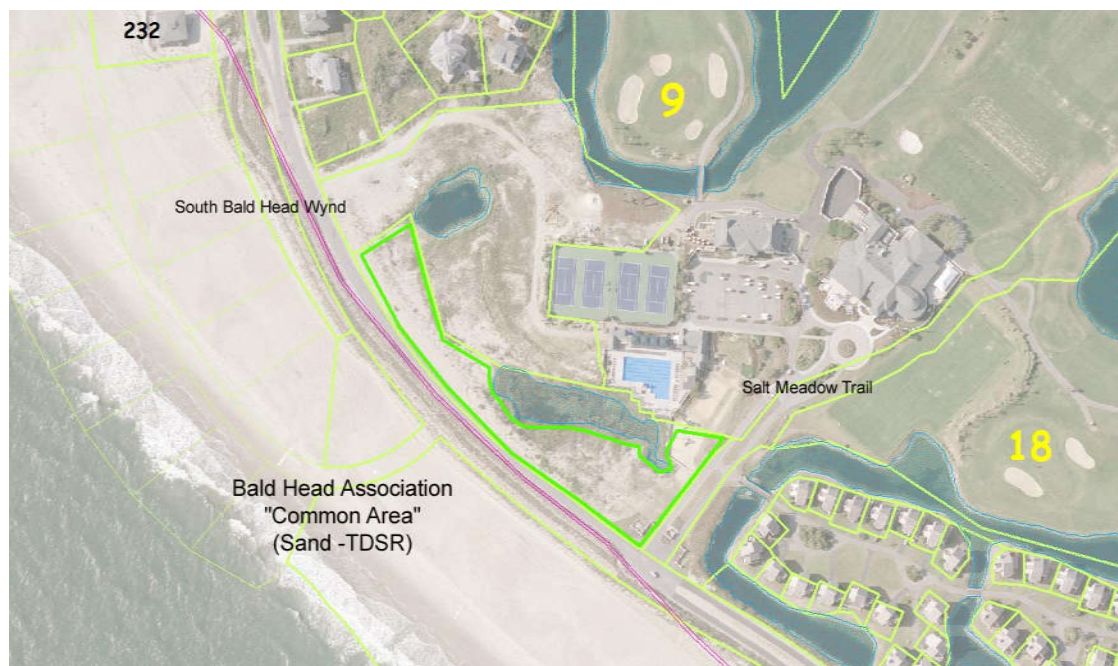 232
9
South Bald Head Wynd
Salt Meadow Trail
18
Bald Head Association
"Common Area"
(Sand -TDSR)